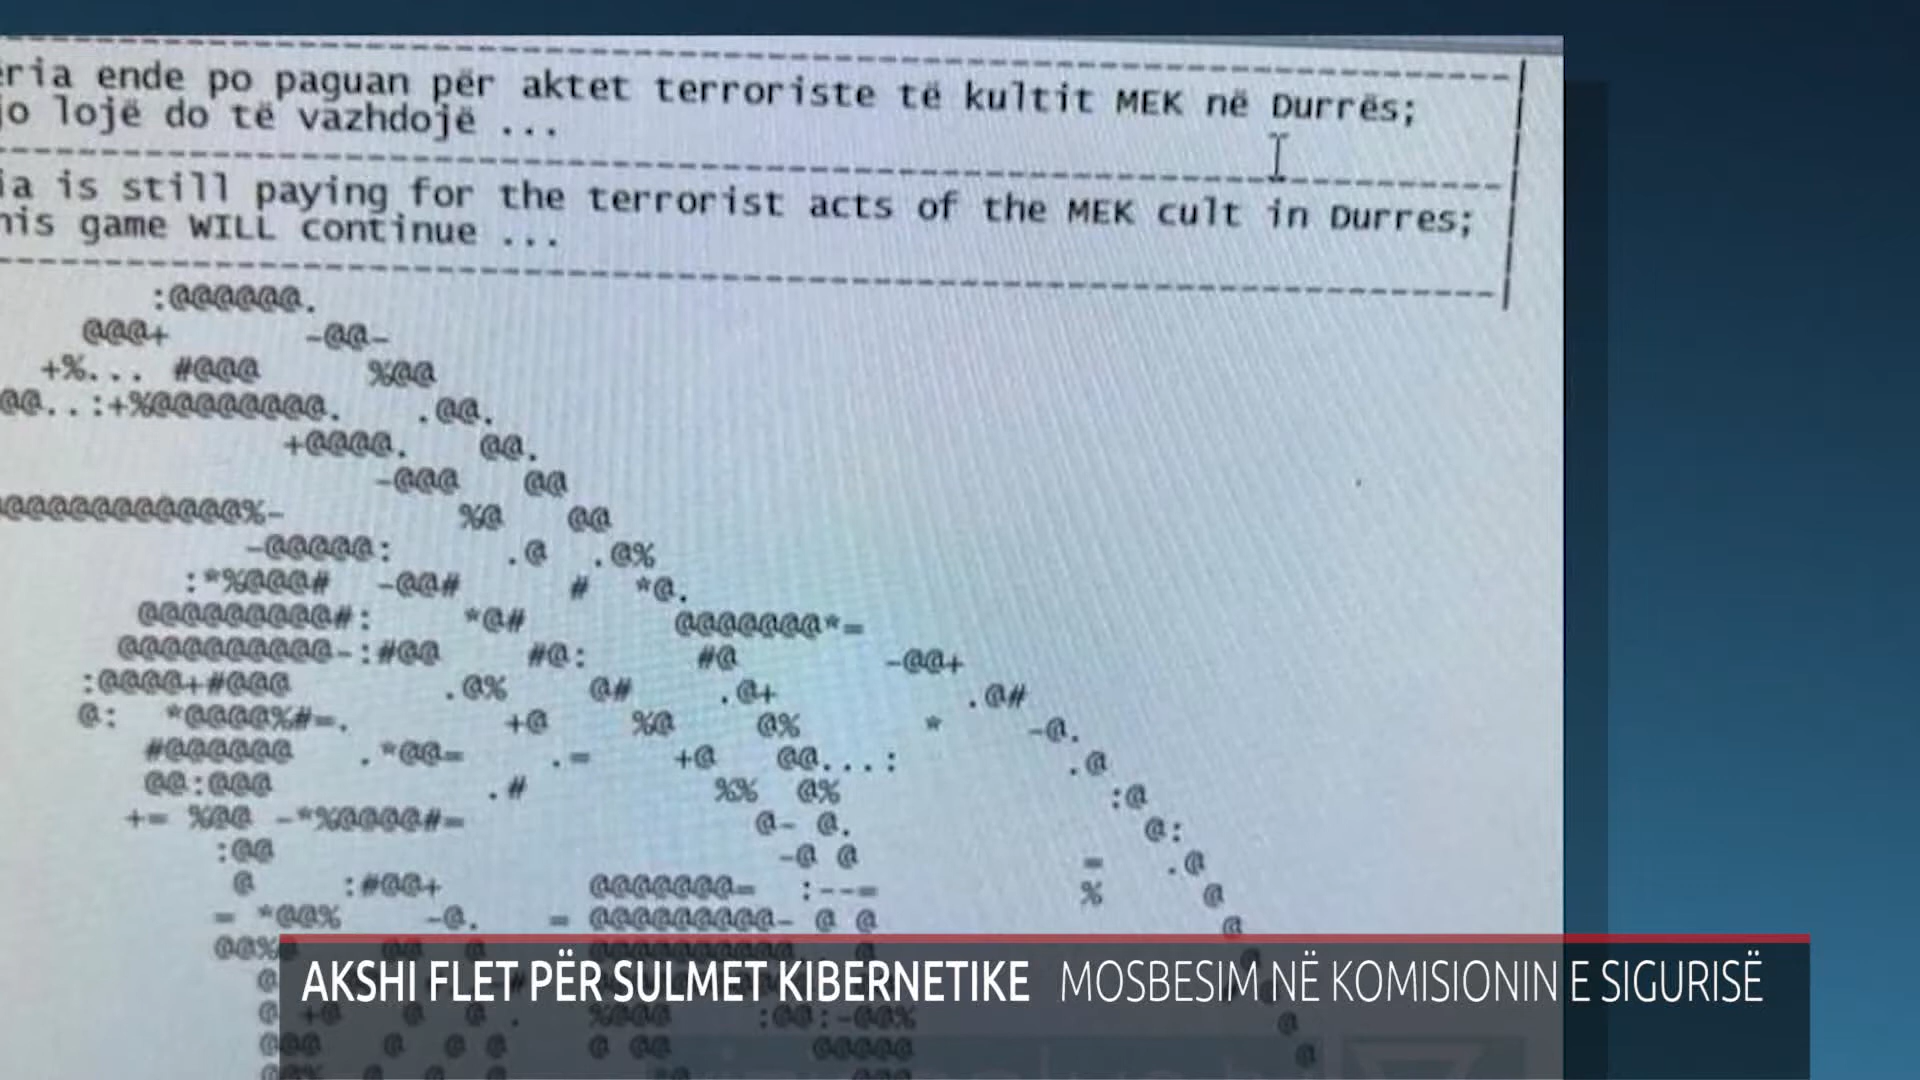 ëria ende po paguan për aktet terroriste të kultit MEK në Durrës;
jo lojë do të vazhdojë ...
ia is still paying for the terrorist acts of the MEK cult in Durres;
his game WILL continue ...
AKSHI FLET PËR SULMET KIBERNETIKE MOSBESIM NË KOMISIONIN E SIGURISË